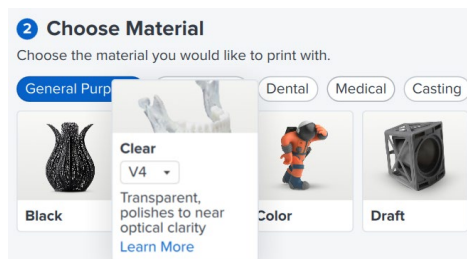 2 Choose Material
Choose the material you would like to print with.
General Purp Dental Medical Casting
Clear
V4
Transparent,
polishes to near
optical clarity
Learn More
Black
Color
Draft